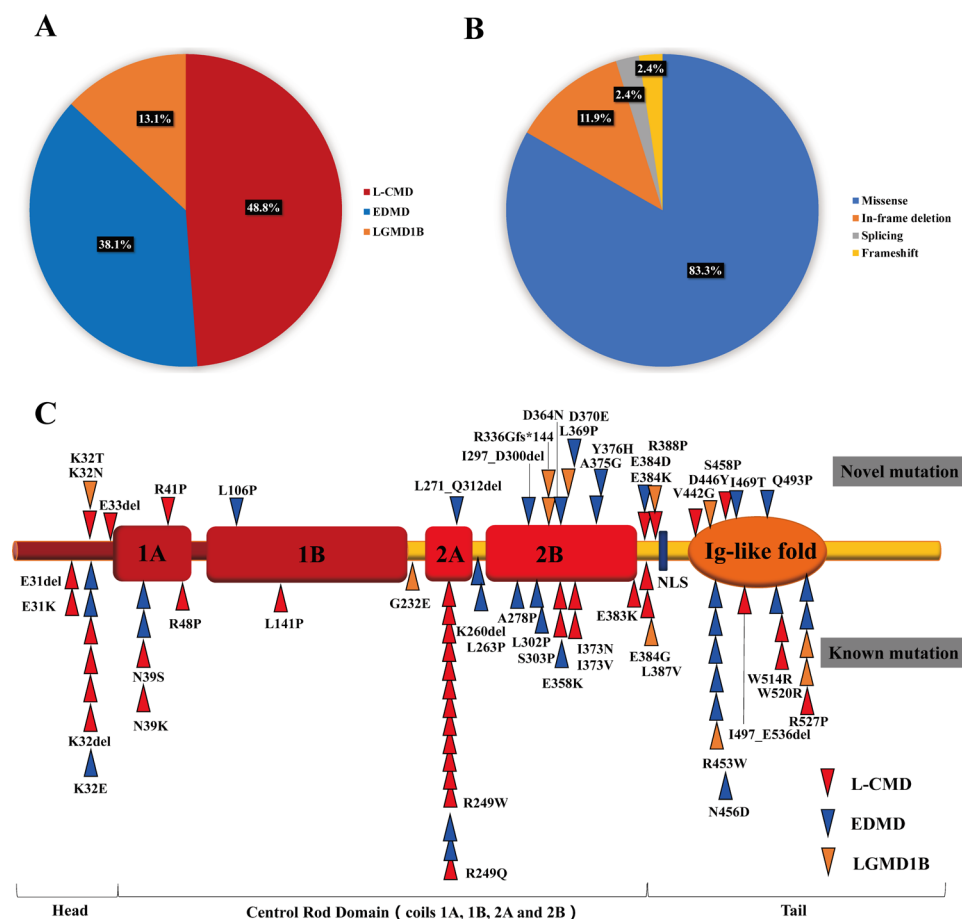 A
13.1%
48.8%
38.1%
L-CMD
EDMD
LGMD1B
B
2.4%
2.4%
11.9%
83.3%
Missense
In-frame deletion
Splicing
Frameshift
C
K32T
K32N
E33del
R41P
L106P
L271_Q312del
D364N
D370E
R336Gfs*144
L369P
I297_D300del
Y376H
A375G
R388P
E384D
E384K
S458P
D446Y
I469T
V442G
Q493P
Novel mutation
1A
1B
2A
2B
NLS
Ig-like fold
E31del
E31K
R48P
N39S
N39K
K32del
K32E
L141P
G232E
K260del
L263P
A278P
L302P
S303P
E358K
I373N
I373V
E383K
E384G
L387V
R249W
R249Q
W514R
W520R
R527P
I497_E536del
R453W
N456D
Known mutation
L-CMD
EDMD
LGMD1B
Head
Central Rod Domain ( coils 1A, 1B, 2A and 2B )
Tail